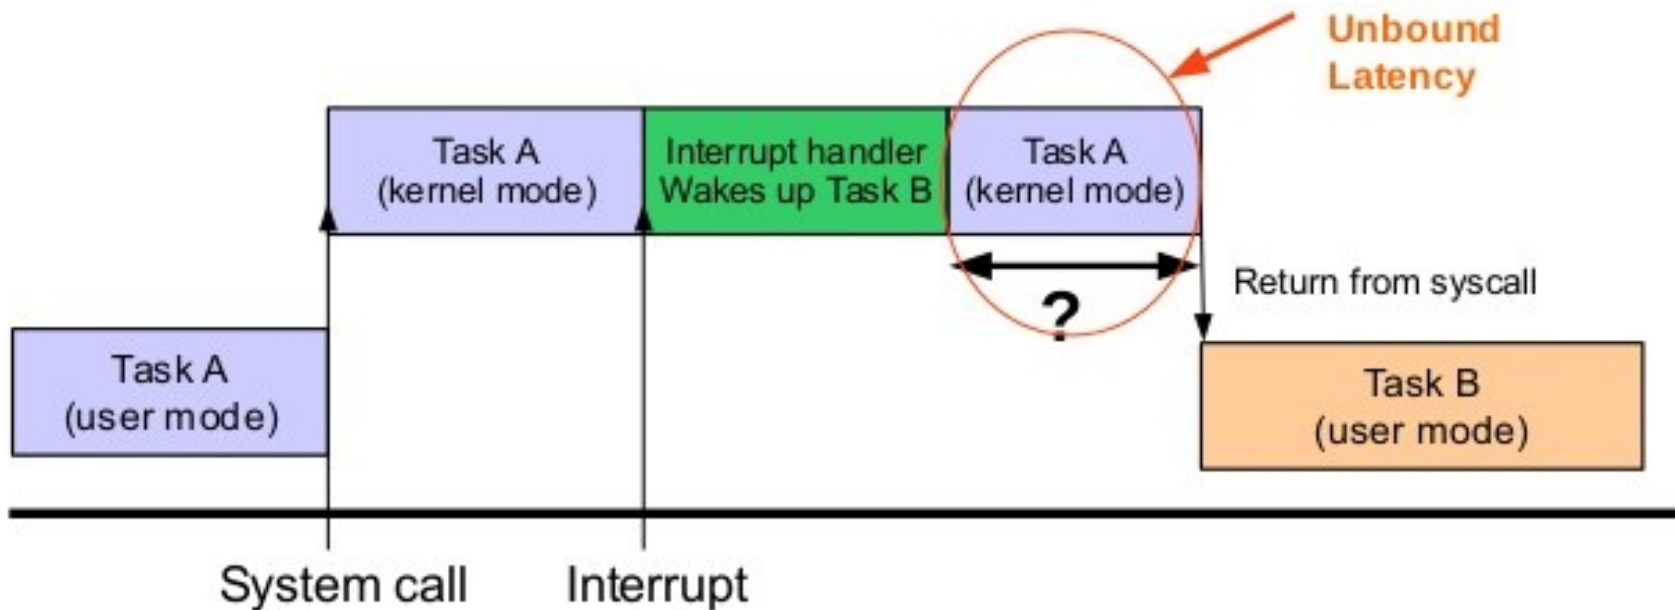 Unbound
Latency
Task A
(kernel mode)
Interrupt handler
Wakes up Task B
Task A
(kernel mode)
?
Return from syscall
Task A
(user mode)
Task B
(user mode)
System call
Interrupt